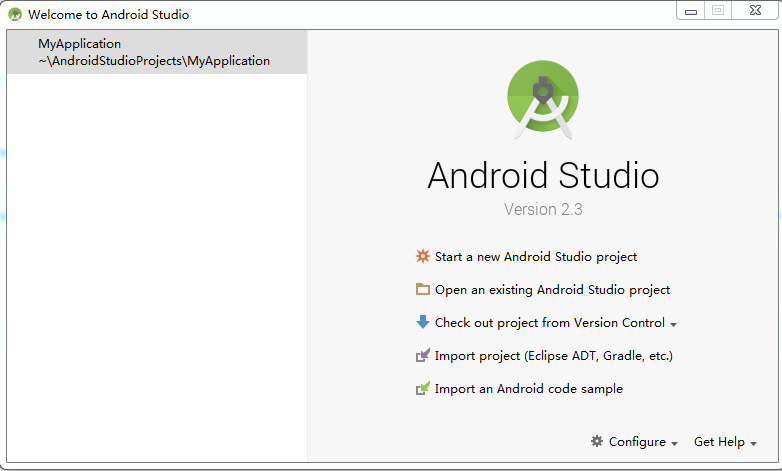 Welcome to Android Studio
MyApplication
~\AndroidStudioProjects\MyApplication
Android Studio
Version 2.3
Start a new Android Studio project
Open an existing Android Studio project
Check out project from Version Control
Import project (Eclipse ADT, Gradle, etc.)
Import an Android code sample
Configure
Get Help